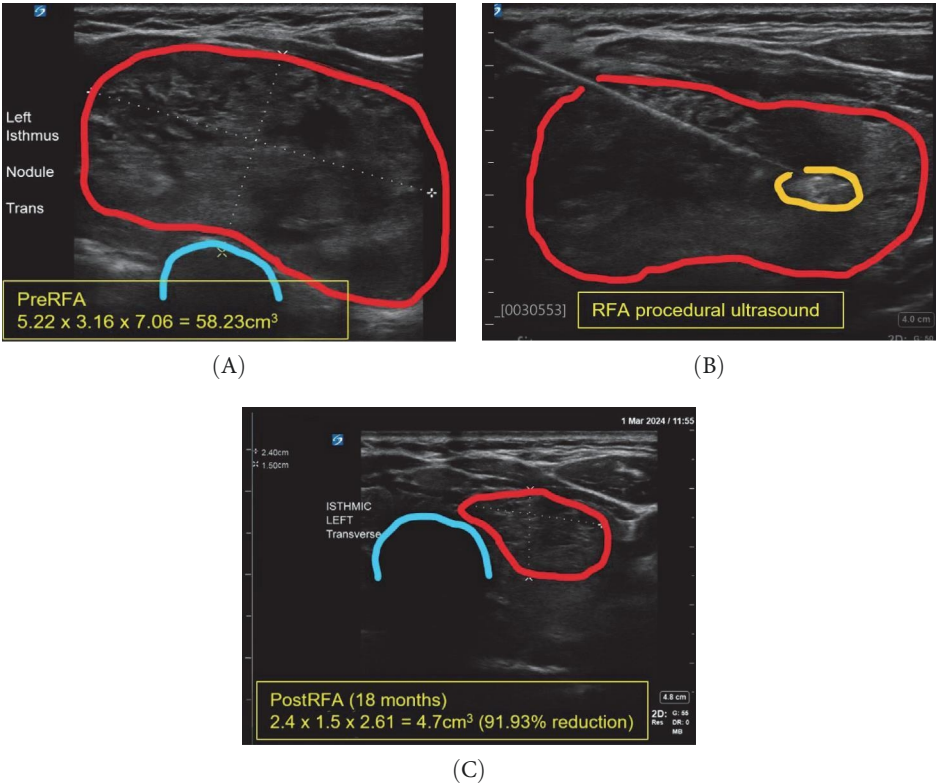 Left
Isthmus
Nodule
Trans
PreRFA
5.22 x 3.16 x 7.06 = 58.23cm³
(A)
_[0030553]
RFA procedural ultrasound
4.0 cm
(B)
1 Mar 2024 / 11:55
2.40cm
1.50cm
ISTHMIC
LEFT
Transverse
4.8 cm
2D: G: 55
Res DR: 0
MB
PostRFA (18 months)
2.4 x 1.5 x 2.61 = 4.7cm³ (91.93% reduction)
(C)